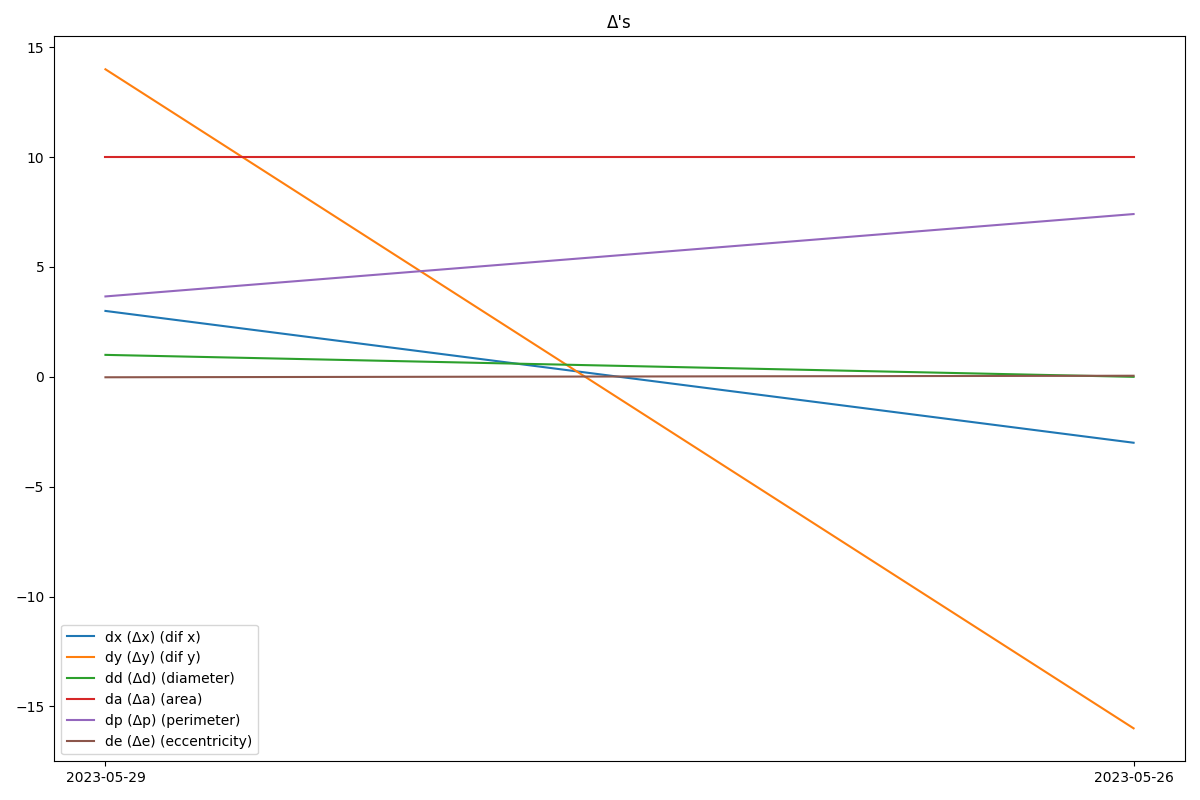 Δ's
15
10
5
0
−5
−10
−15
dx (Δx) (dif x)
dy (Δy) (dif y)
dd (Δd) (diameter)
da (Δa) (area)
dp (Δp) (perimeter)
de (Δe) (eccentricity)
2023-05-29
2023-05-26